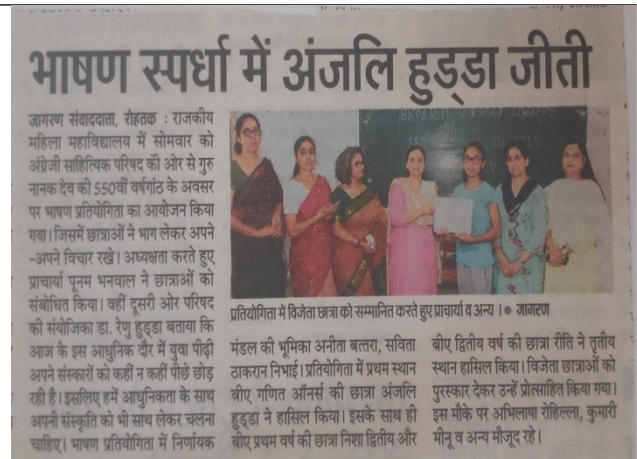 भाषण स्पर्धा में अंजलि हुड्डा जीती
जागरण संवाददाता, रोहतक : राजकीय
महिला महाविद्यालय में सोमवार को
अंग्रेजी साहित्यिक परिषद की ओर से गुरु
नानक देव की 550वीं वर्षगांठ के अवसर
पर भाषण प्रतियोगिता का आयोजन किया
गया। जिसमें छात्राओं ने भाग लेकर अपने
-अपने विचार रखे। अध्यक्षता करते हुए
प्राचार्या पूनम भनवाल ने छात्राओं को
संबोधित किया। वहीं दूसरी ओर परिषद
की संयोजिका डा. रेणु हुड्डा बताया कि
आज के इस आधुनिक दौर में युवा पीढ़ी
अपने संस्कारों को कहीं न कहीं पीछे छोड़
रही है। इसलिए हमें आधुनिकता के साथ
अपनी संस्कृति को भी साथ लेकर चलना
चाहिए। भाषण प्रतियोगिता में निर्णायक
प्रतियोगिता में विजेता छात्रा को सम्मानित करते हुए प्राचार्या व अन्य । ● जागरण
मंडल की भूमिका अनीता बत्तरा, सविता
ठाकरान निभाई। प्रतियोगिता में प्रथम स्थान
बीए गणित ऑनर्स की छात्रा अंजलि
हुड्डा ने हासिल किया। इसके साथ ही
बीए प्रथम वर्ष की छात्रा निशा द्वितीय और
बीए द्वितीय वर्ष की छात्रा रीति ने तृतीय
स्थान हासिल किया। विजेता छात्राओं को
पुरस्कार देकर उन्हें प्रोत्साहित किया गया।
इस मौके पर अभिलाषा रोहिल्ला, कुमारी
मीनू व अन्य मौजूद रहे।